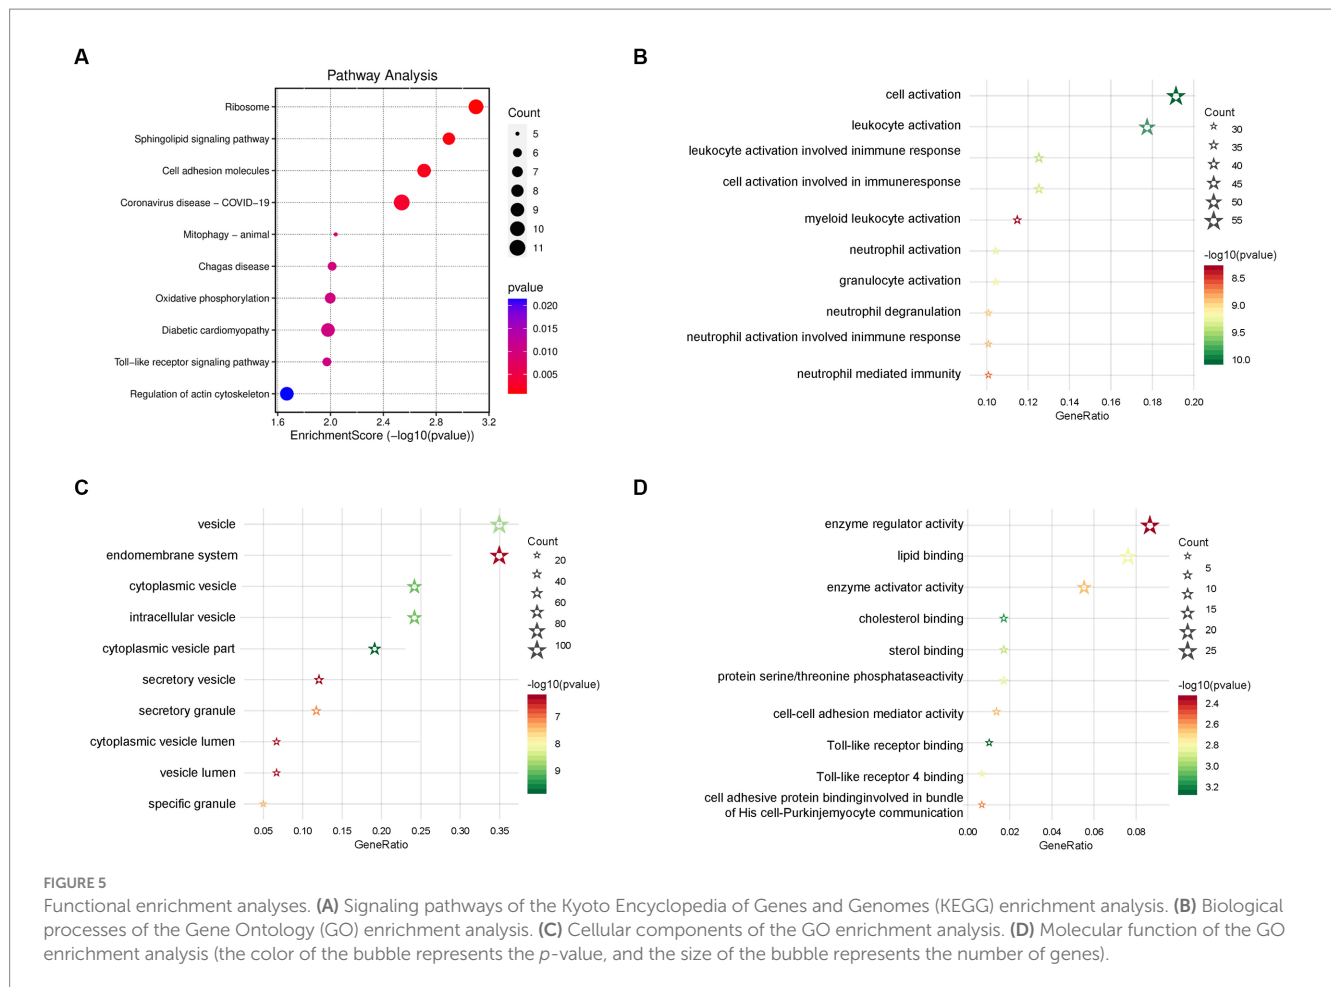 A
Pathway Analysis
Ribosome
Sphingolipid signaling pathway
Cell adhesion molecules
Coronavirus disease − COVID−19
Mitophagy − animal
Chagas disease
Oxidative phosphorylation
Diabetic cardiomyopathy
Toll−like receptor signaling pathway
Regulation of actin cytoskeleton
1.6 2.0 2.4 2.8 3.2
EnrichmentScore (−log10(pvalue))
Count
5
6
7
8
9
10
11
pvalue
0.020
0.015
0.010
0.005
B
cell activation
leukocyte activation
leukocyte activation involved inimmune response
cell activation involved in immuneresponse
myeloid leukocyte activation
neutrophil activation
granulocyte activation
neutrophil degranulation
neutrophil activation involved inimmune response
neutrophil mediated immunity
0.10 0.12 0.14 0.16 0.18 0.20
GeneRatio
Count
30
35
40
45
50
55
-log10(pvalue)
8.5
9.0
9.5
10.0
C
vesicle
endomembrane system
cytoplasmic vesicle
intracellular vesicle
cytoplasmic vesicle part
secretory vesicle
secretory granule
cytoplasmic vesicle lumen
vesicle lumen
specific granule
0.05 0.10 0.15 0.20 0.25 0.30 0.35
GeneRatio
Count
20
40
60
80
100
-log10(pvalue)
7
8
9
D
enzyme regulator activity
lipid binding
enzyme activator activity
cholesterol binding
sterol binding
protein serine/threonine phosphataseactivity
cell-cell adhesion mediator activity
Toll-like receptor binding
Toll-like receptor 4 binding
cell adhesive protein bindinginvolved in bundle
of His cell-Purkinjemyocyte communication
0.00 0.02 0.04 0.06 0.08
GeneRatio
Count
5
10
15
20
25
-log10(pvalue)
2.4
2.6
2.8
3.0
3.2
FIGURE 5
Functional enrichment analyses. (A) Signaling pathways of the Kyoto Encyclopedia of Genes and Genomes (KEGG) enrichment analysis. (B) Biological
processes of the Gene Ontology (GO) enrichment analysis. (C) Cellular components of the GO enrichment analysis. (D) Molecular function of the GO
enrichment analysis (the color of the bubble represents the p-value, and the size of the bubble represents the number of genes).